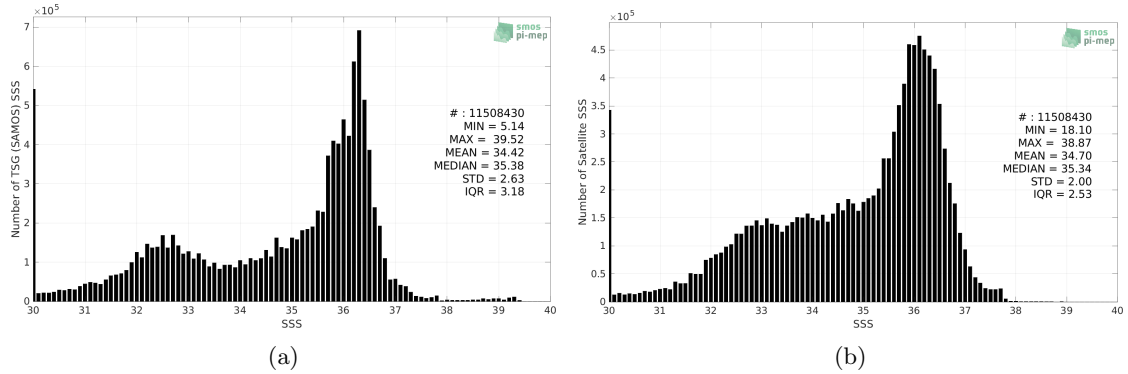 ×10^5
7
6
5
4
3
2
1
0
Number of TSG (SAMOS) SSS
smos
pi-mep
# : 11508430
MIN = 5.14
MAX = 39.52
MEAN = 34.42
MEDIAN = 35.38
STD = 2.63
IQR = 3.18
30 31 32 33 34 35 36 37 38 39 40
SSS
(a)
×10^5
4.5
4
3.5
3
2.5
2
1.5
1
0.5
0
Number of Satellite SSS
smos
pi-mep
# : 11508430
MIN = 18.10
MAX = 38.87
MEAN = 34.70
MEDIAN = 35.34
STD = 2.00
IQR = 2.53
30 31 32 33 34 35 36 37 38 39 40
SSS
(b)